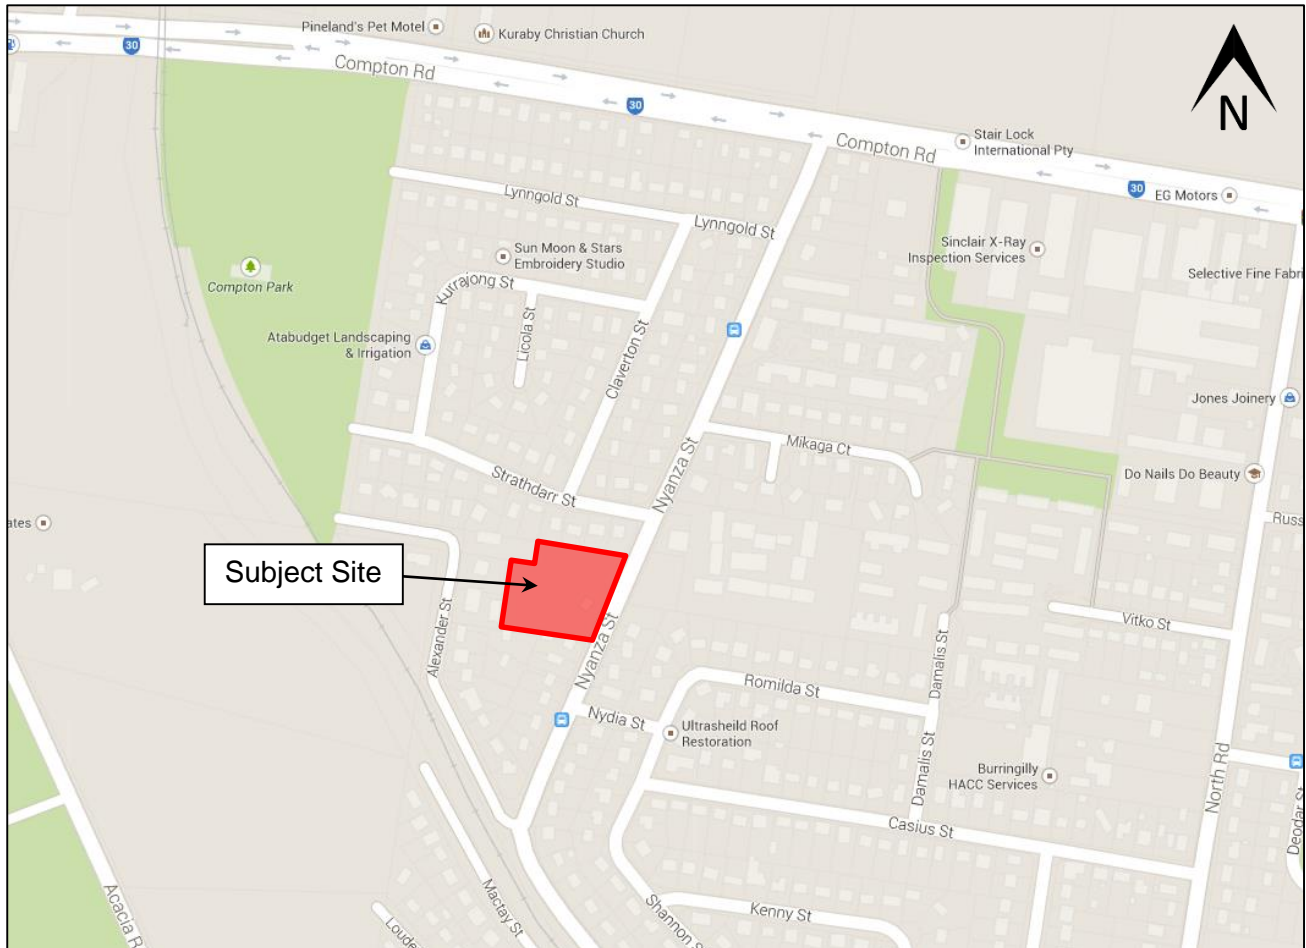 Pineland's Pet Motel
Kuraby Christian Church
30
Compton Rd
30
N
Compton Rd
Stair Lock
International Pty
30
EG Motors
Lynngold St
Lynngold St
Sun Moon & Stars
Embroidery Studio
Sinclair X-Ray
Inspection Services
Selective Fine Fabri
Compton Park
Kurrajong St
Licola St
Atabudget Landscaping
& Irrigation
Claverton St
Jones Joinery
Mikaga Ct
Nyanza St
Do Nails Do Beauty
Strathdarr St
ates
Russ
Subject Site
Alexander St
Nyanza St
Vitko St
Damalis St
Romilda St
Nydia St
Ultrasheild Roof
Restoration
Damalis St
Burringilly
HACC Services
North Rd
Deodar St
Casius St
Acacia R
Mactay St
Loude
Shannon S
Kenny St